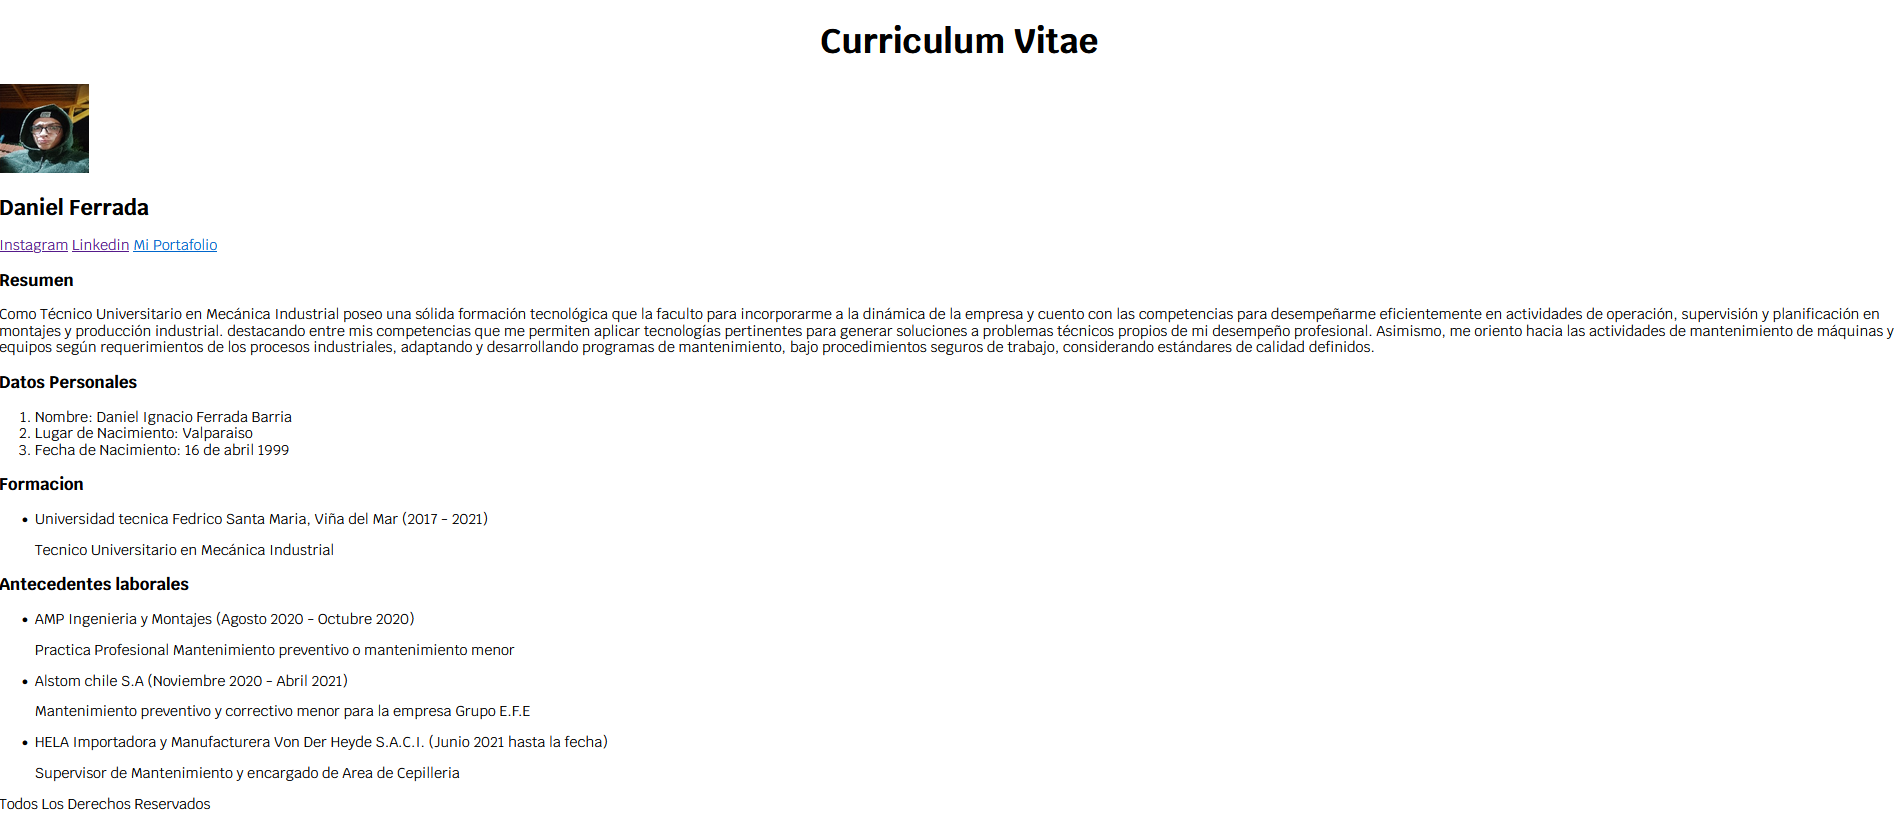 Curriculum Vitae
Daniel Ferrada
Instagram Linkedin Mi Portafolio
Resumen
Como Técnico Universitario en Mecánica Industrial poseo una sólida formación tecnológica que la faculto para incorporarme a la dinámica de la empresa y cuento con las competencias para desempeñarme eficientemente en actividades de operación, supervisión y planificación en
montajes y producción industrial. destacando entre mis competencias que me permiten aplicar tecnologías pertinentes para generar soluciones a problemas técnicos propios de mi desempeño profesional. Asimismo, me oriento hacia las actividades de mantenimiento de máquinas y
equipos según requerimientos de los procesos industriales, adaptando y desarrollando programas de mantenimiento, bajo procedimientos seguros de trabajo, considerando estándares de calidad definidos.
Datos Personales
1. Nombre: Daniel Ignacio Ferrada Barria
2. Lugar de Nacimiento: Valparaiso
3. Fecha de Nacimiento: 16 de abril 1999
Formacion
• Universidad tecnica Fedrico Santa Maria, Viña del Mar (2017 - 2021)
Tecnico Universitario en Mecánica Industrial
Antecedentes laborales
• AMP Ingenieria y Montajes (Agosto 2020 - Octubre 2020)
Practica Profesional Mantenimiento preventivo o mantenimiento menor
• Alstom chile S.A (Noviembre 2020 - Abril 2021)
Mantenimiento preventivo y correctivo menor para la empresa Grupo E.F.E
• HELA Importadora y Manufacturera Von Der Heyde S.A.C.I. (Junio 2021 hasta la fecha)
Supervisor de Mantenimiento y encargado de Area de Cepilleria
Todos Los Derechos Reservados